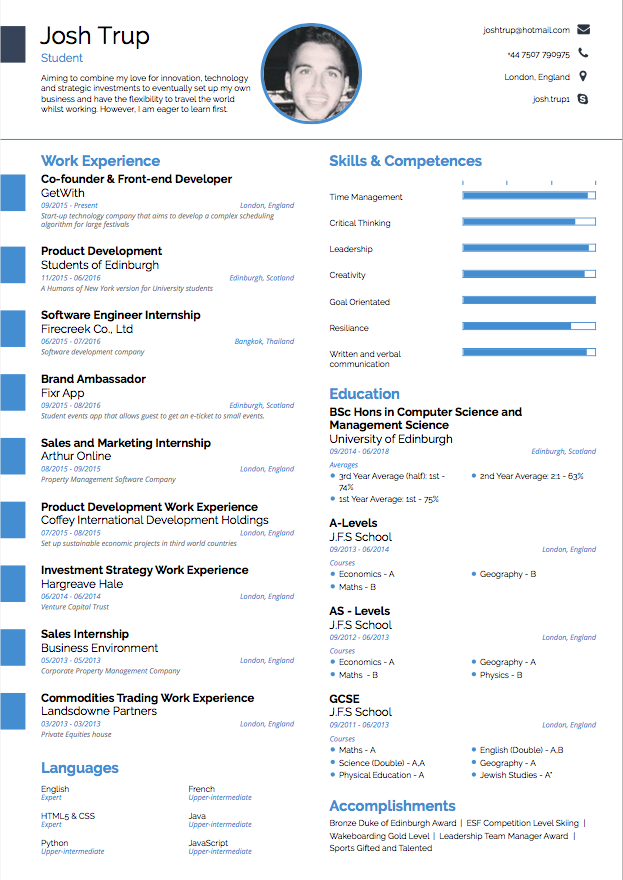 Josh Trup
Student
Aiming to combine my love for innovation, technology
and strategic investments to eventually set up my own
business and have the flexibility to travel the world
whilst working. However, I am eager to learn first.
joshtrup@hotmail.com
+44 7507 790975
London, England
josh.trup1
Work Experience
Co-founder & Front-end Developer
GetWith
09/2015 - Present London, England
Start-up technology company that aims to develop a complex scheduling
algorithm for large festivals
Product Development
Students of Edinburgh
11/2015 - 06/2016 Edinburgh, Scotland
A Humans of New York version for University students
Software Engineer Internship
Firecreek Co., Ltd
06/2015 - 07/2016 Bangkok, Thailand
Software development company
Brand Ambassador
Fixr App
09/2015 - 08/2016 Edinburgh, Scotland
Student events app that allows guest to get an e-ticket to small events.
Sales and Marketing Internship
Arthur Online
08/2015 - 09/2015 London, England
Property Management Software Company
Product Development Work Experience
Coffey International Development Holdings
07/2015 - 08/2015 London, England
Set up sustainable economic projects in third world countries
Investment Strategy Work Experience
Hargreave Hale
06/2014 - 06/2014 London, England
Venture Capital Trust
Sales Internship
Business Environment
05/2013 - 05/2013 London, England
Corporate Property Management Company
Commodities Trading Work Experience
Landsdowne Partners
03/2013 - 03/2013 London, England
Private Equities house
Languages
English French
Expert Upper-intermediate
HTML5 & CSS Java
Expert Upper-intermediate
Python JavaScript
Upper-intermediate Upper-intermediate
Skills & Competences
Time Management
Critical Thinking
Leadership
Creativity
Goal Orientated
Resiliance
Written and verbal
communication
Education
BSc Hons in Computer Science and
Management Science
University of Edinburgh
09/2014 - 06/2018 Edinburgh, Scotland
Averages
3rd Year Average (half): 1st - 2nd Year Average: 2:1 - 63%
74%
1st Year Average: 1st - 75%
A-Levels
J.F.S School
09/2013 - 06/2014 London, England
Courses
Economics - A Geography - B
Maths - B
AS - Levels
J.F.S School
09/2012 - 06/2013 London, England
Courses
Economics - A Geography - A
Maths - B Physics - B
GCSE
J.F.S School
09/2011 - 06/2013 London, England
Courses
Maths - A English (Double) - A,B
Science (Double) - A,A Geography - A
Physical Education - A Jewish Studies - A*
Accomplishments
Bronze Duke of Edinburgh Award | ESF Competition Level Skiing |
Wakeboarding Gold Level | Leadership Team Manager Award |
Sports Gifted and Talented